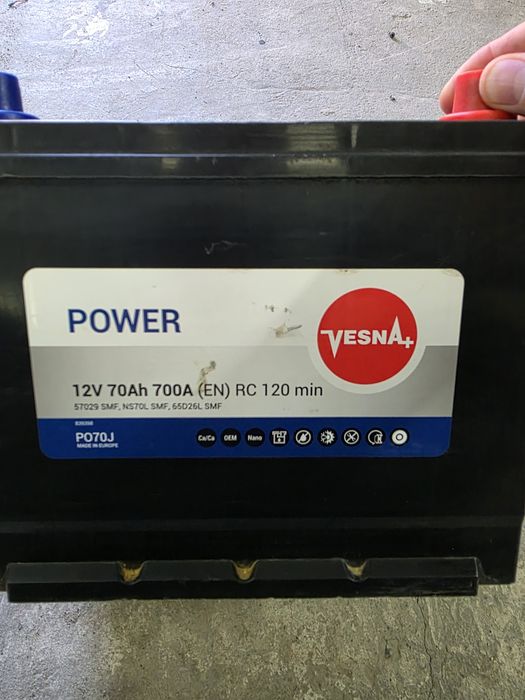 POWER
VESNA+
12V 70Ah 700A (EN) RC 120 min
57029 SMF, NS70L SMF, 65D26L SMF
PO70J
MADE IN EUROPE
Ca/Ca OEM Nano